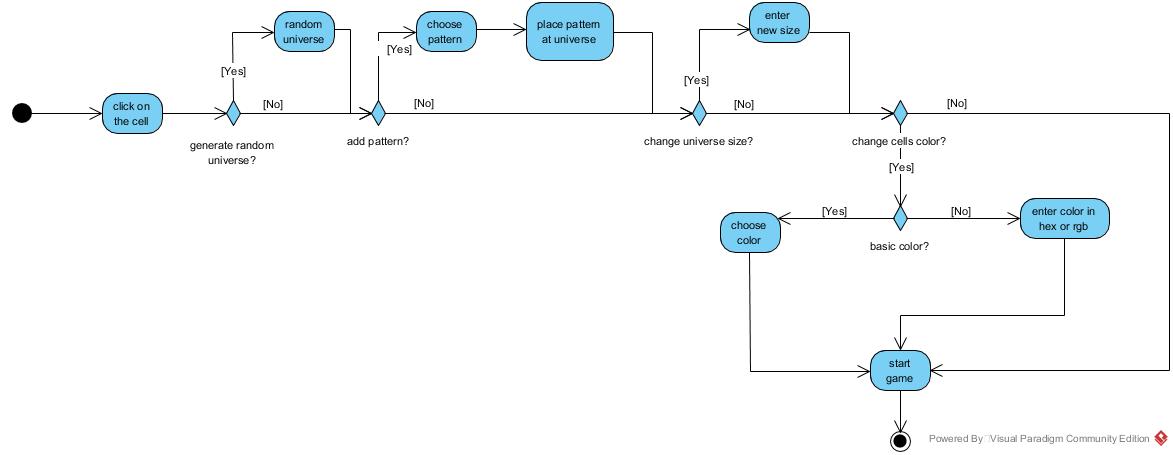 random
universe
choose
pattern
place pattern
at universe
enter
new size
[Yes]
[Yes]
[Yes]
click on
the cell
[No]
[No]
[No]
[No]
generate random
universe?
add pattern?
change universe size?
change cells color?
[Yes]
choose
color
[Yes]
[No]
enter color in
hex or rgb
basic color?
start
game
Powered By Visual Paradigm Community Edition